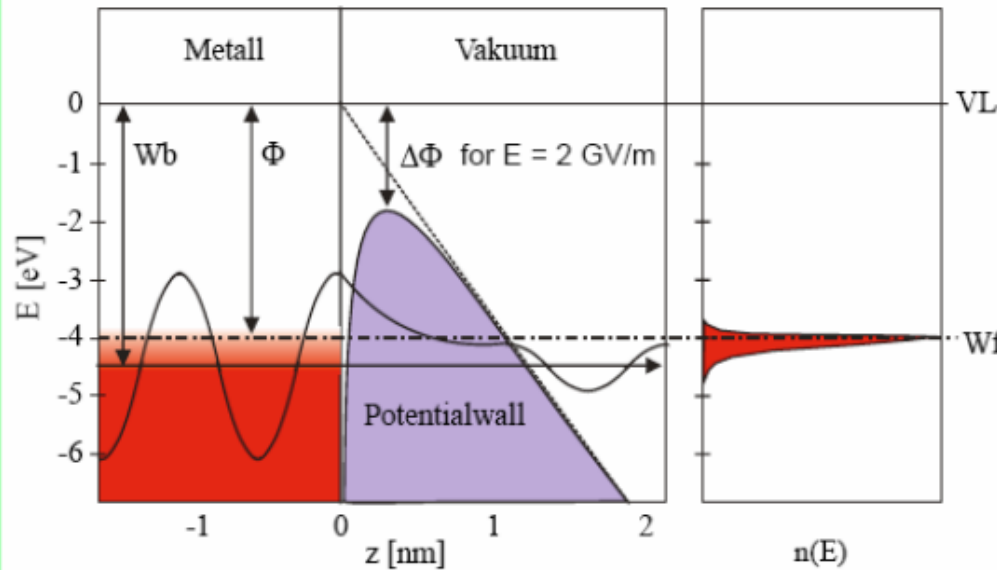 Metall
Vakuum
0
VL
Wb
Φ
ΔΦ for E = 2 GV/m
-1
-2
-3
-4
Wf
-5
-6
E [eV]
Potentialwall
-1
0
1
2
z [nm]
n(E)